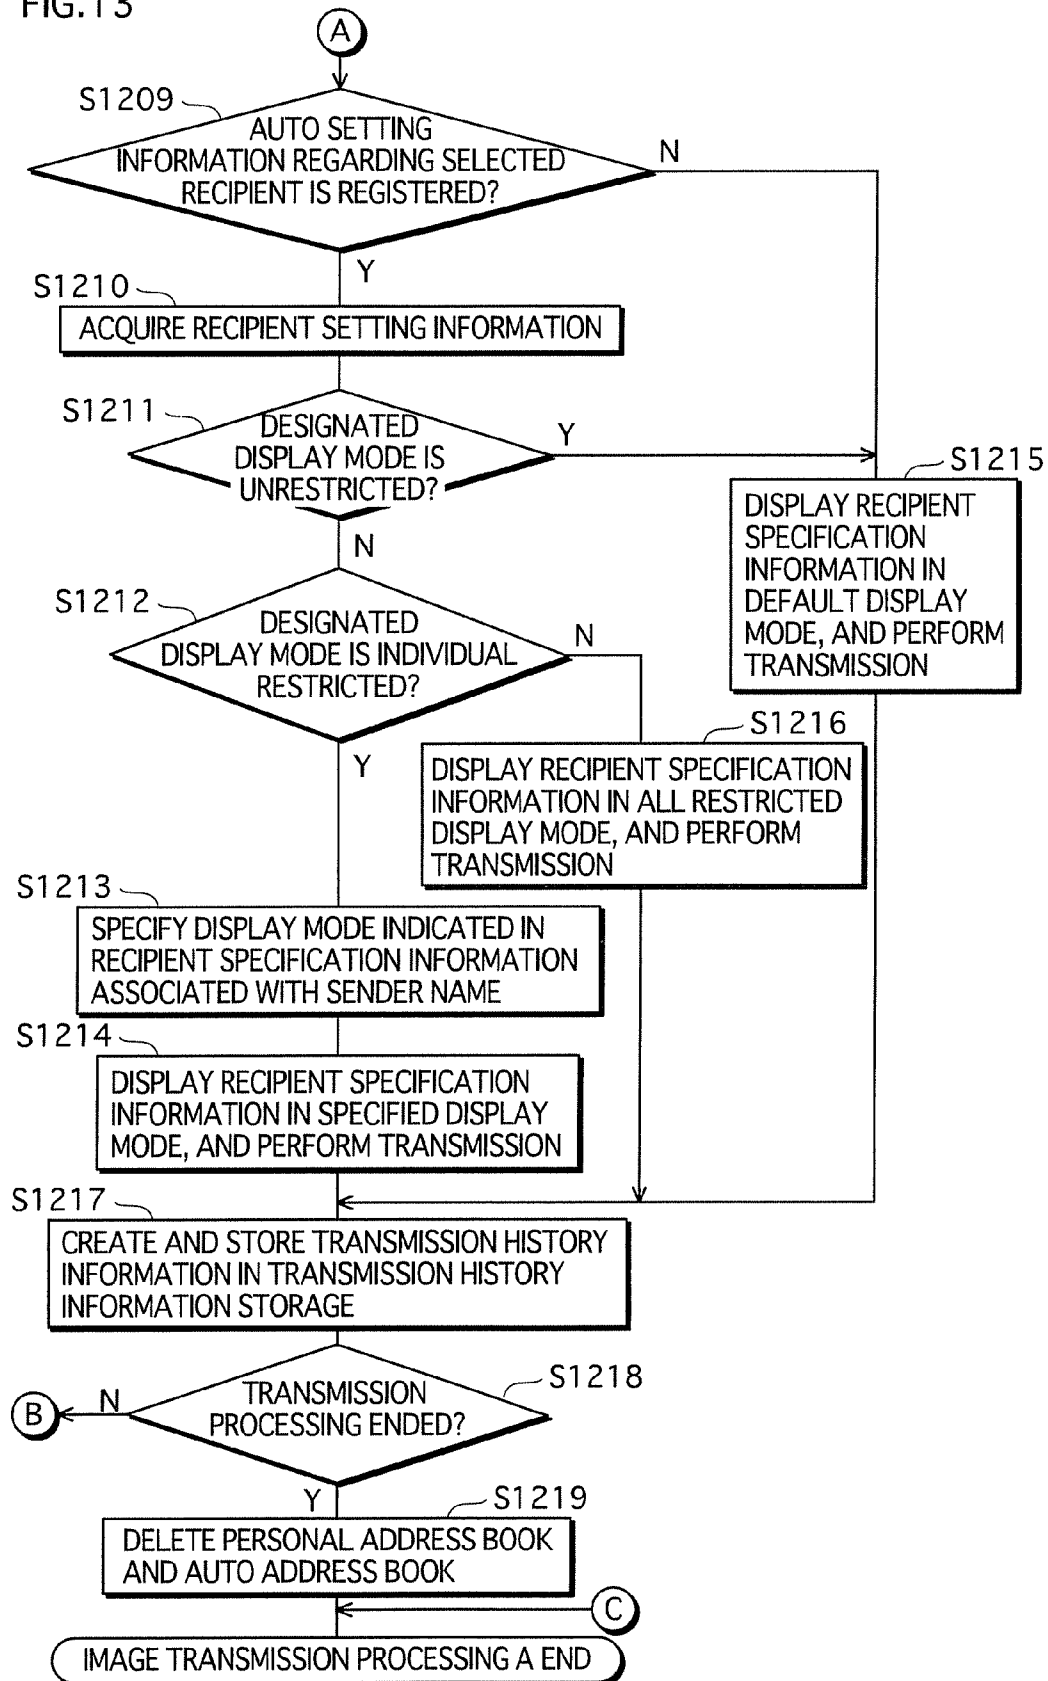 FIG.13
A
S1209
AUTO SETTING
INFORMATION REGARDING SELECTED
RECIPIENT IS REGISTERED?
N
Y
S1210
ACQUIRE RECIPIENT SETTING INFORMATION
S1211
DESIGNATED
DISPLAY MODE IS
UNRESTRICTED?
Y
N
S1215
DISPLAY RECIPIENT
SPECIFICATION
INFORMATION IN
DEFAULT DISPLAY
MODE, AND PERFORM
TRANSMISSION
S1212
DESIGNATED
DISPLAY MODE IS INDIVIDUAL
RESTRICTED?
N
Y
S1216
DISPLAY RECIPIENT SPECIFICATION
INFORMATION IN ALL RESTRICTED
DISPLAY MODE, AND PERFORM
TRANSMISSION
S1213
SPECIFY DISPLAY MODE INDICATED IN
RECIPIENT SPECIFICATION INFORMATION
ASSOCIATED WITH SENDER NAME
S1214
DISPLAY RECIPIENT SPECIFICATION
INFORMATION IN SPECIFIED DISPLAY
MODE, AND PERFORM TRANSMISSION
S1217
CREATE AND STORE TRANSMISSION HISTORY
INFORMATION IN TRANSMISSION HISTORY
INFORMATION STORAGE
S1218
TRANSMISSION
PROCESSING ENDED?
N
B
Y
S1219
DELETE PERSONAL ADDRESS BOOK
AND AUTO ADDRESS BOOK
C
IMAGE TRANSMISSION PROCESSING A END